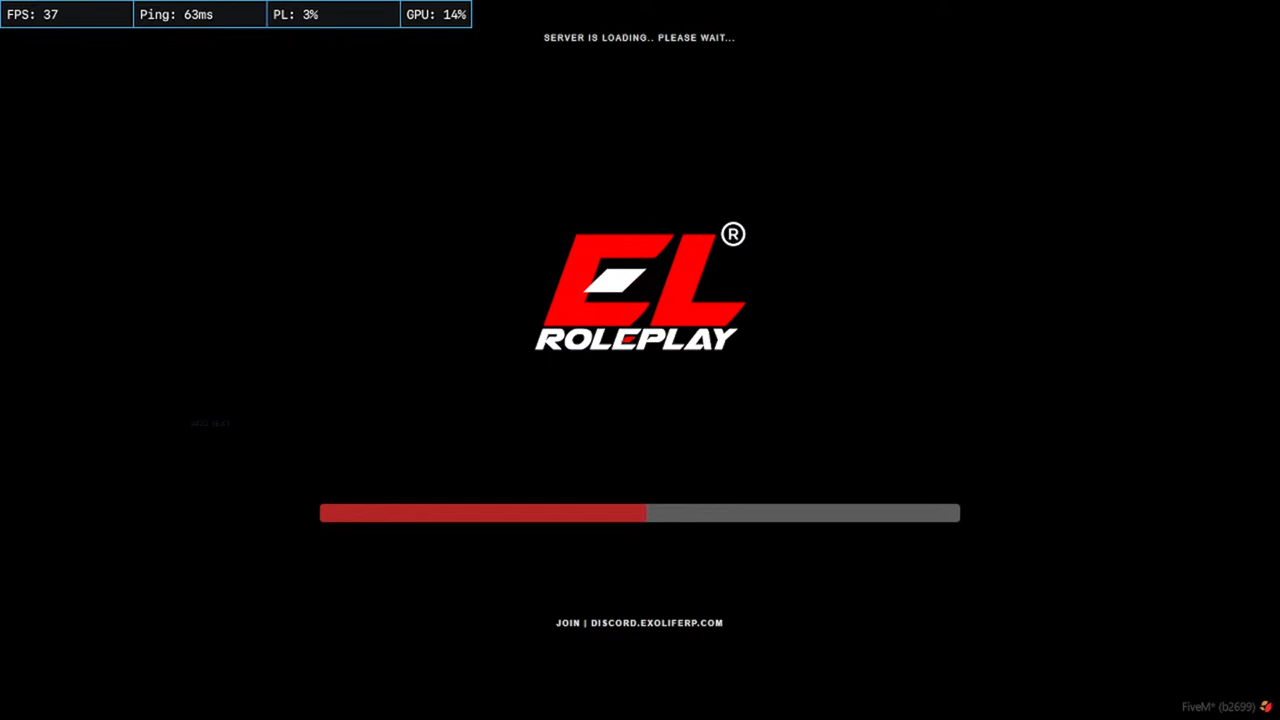 FPS: 37 Ping: 63ms PL: 3% GPU: 14%
SERVER IS LOADING.. PLEASE WAIT...
EL ®
ROLEPLAY
JOIN | DISCORD.EXOLIFERP.COM
FiveM* (b2699)